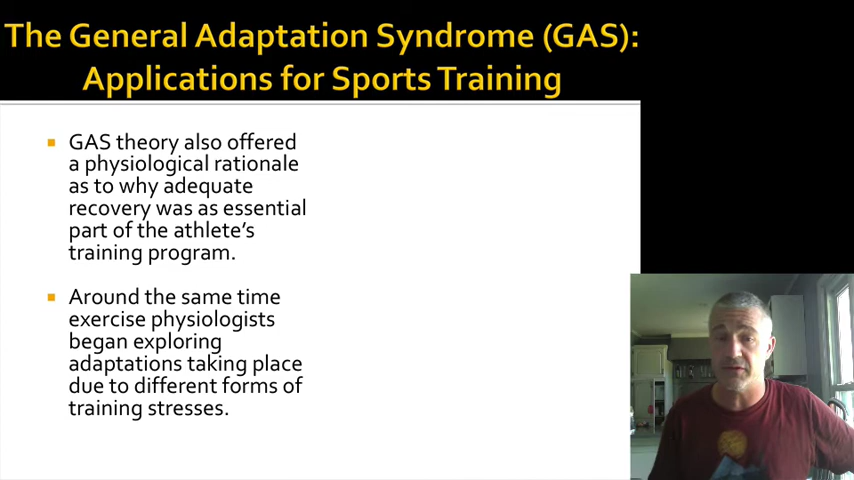 The General Adaptation Syndrome (GAS):
Applications for Sports Training
GAS theory also offered
a physiological rationale
as to why adequate
recovery was as essential
part of the athlete's
training program.
Around the same time
exercise physiologists
began exploring
adaptations taking place
due to different forms of
training stresses.